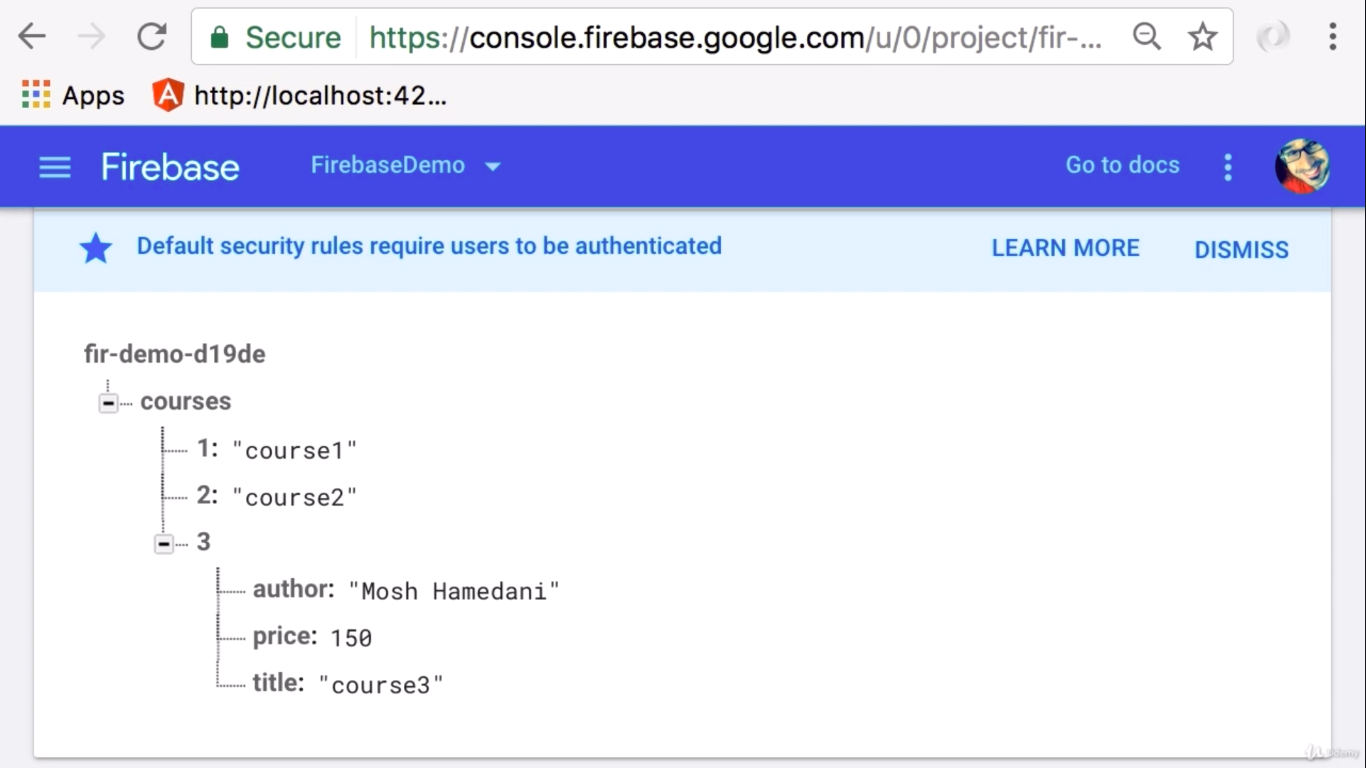 Secure https://console.firebase.google.com/u/0/project/fir-...
Apps http://localhost:42...
Firebase FirebaseDemo Go to docs
Default security rules require users to be authenticated LEARN MORE DISMISS
fir-demo-d19de
courses
1: "course1"
2: "course2"
3
author: "Mosh Hamedani"
price: 150
title: "course3"
Udemy